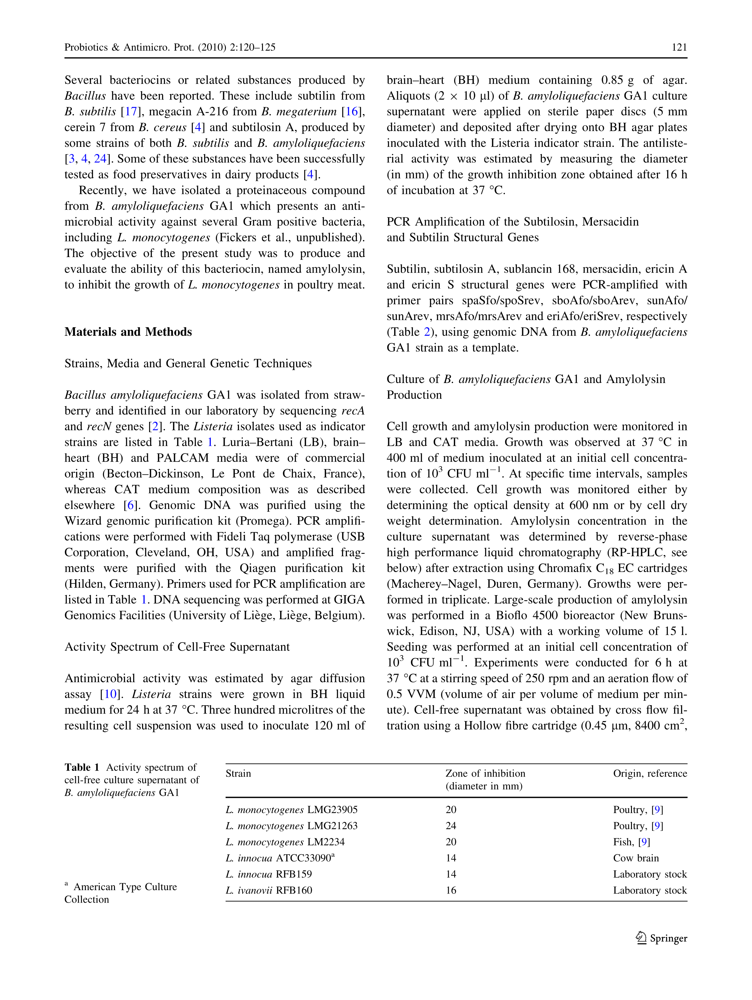 Probiotics & Antimicro. Prot. (2010) 2:120–125
121
Several bacteriocins or related substances produced by
Bacillus have been reported. These include subtilin from
B. subtilis [17], megacin A-216 from B. megaterium [16],
cerein 7 from B. cereus [4] and subtilosin A, produced by
some strains of both B. subtilis and B. amyloliquefaciens
[3, 4, 24]. Some of these substances have been successfully
tested as food preservatives in dairy products [4].
Recently, we have isolated a proteinaceous compound
from B. amyloliquefaciens GA1 which presents an anti-
microbial activity against several Gram positive bacteria,
including L. monocytogenes (Fickers et al., unpublished).
The objective of the present study was to produce and
evaluate the ability of this bacteriocin, named amylolysin,
to inhibit the growth of L. monocytogenes in poultry meat.
Materials and Methods
Strains, Media and General Genetic Techniques
Bacillus amyloliquefaciens GA1 was isolated from straw-
berry and identified in our laboratory by sequencing recA
and recN genes [2]. The Listeria isolates used as indicator
strains are listed in Table 1. Luria–Bertani (LB), brain–
heart (BH) and PALCAM media were of commercial
origin (Becton–Dickinson, Le Pont de Chaix, France),
whereas CAT medium composition was as described
elsewhere [6]. Genomic DNA was purified using the
Wizard genomic purification kit (Promega). PCR amplifi-
cations were performed with Fideli Taq polymerase (USB
Corporation, Cleveland, OH, USA) and amplified frag-
ments were purified with the Qiagen purification kit
(Hilden, Germany). Primers used for PCR amplification are
listed in Table 1. DNA sequencing was performed at GIGA
Genomics Facilities (University of Liège, Liège, Belgium).
Activity Spectrum of Cell-Free Supernatant
Antimicrobial activity was estimated by agar diffusion
assay [10]. Listeria strains were grown in BH liquid
medium for 24 h at 37 °C. Three hundred microlitres of the
resulting cell suspension was used to inoculate 120 ml of
brain–heart (BH) medium containing 0.85 g of agar.
Aliquots (2 × 10 μl) of B. amyloliquefaciens GA1 culture
supernatant were applied on sterile paper discs (5 mm
diameter) and deposited after drying onto BH agar plates
inoculated with the Listeria indicator strain. The antiliste-
rial activity was estimated by measuring the diameter
(in mm) of the growth inhibition zone obtained after 16 h
of incubation at 37 °C.
PCR Amplification of the Subtilosin, Mersacidin
and Subtilin Structural Genes
Subtilin, subtilosin A, sublancin 168, mersacidin, ericin A
and ericin S structural genes were PCR-amplified with
primer pairs spaSfo/spoSrev, sboAfo/sboArev, sunAfo/
sunArev, mrsAfo/mrsArev and eriAfo/eriSrev, respectively
(Table 2), using genomic DNA from B. amyloliquefaciens
GA1 strain as a template.
Culture of B. amyloliquefaciens GA1 and Amylolysin
Production
Cell growth and amylolysin production were monitored in
LB and CAT media. Growth was observed at 37 °C in
400 ml of medium inoculated at an initial cell concentra-
tion of 10³ CFU ml⁻¹. At specific time intervals, samples
were collected. Cell growth was monitored either by
determining the optical density at 600 nm or by cell dry
weight determination. Amylolysin concentration in the
culture supernatant was determined by reverse-phase
high performance liquid chromatography (RP-HPLC, see
below) after extraction using Chromafix C₁₈ EC cartridges
(Macherey–Nagel, Duren, Germany). Growths were per-
formed in triplicate. Large-scale production of amylolysin
was performed in a Bioflo 4500 bioreactor (New Bruns-
wick, Edison, NJ, USA) with a working volume of 15 l.
Seeding was performed at an initial cell concentration of
10³ CFU ml⁻¹. Experiments were conducted for 6 h at
37 °C at a stirring speed of 250 rpm and an aeration flow of
0.5 VVM (volume of air per volume of medium per min-
ute). Cell-free supernatant was obtained by cross flow fil-
tration using a Hollow fibre cartridge (0.45 μm, 8400 cm²,
Table 1 Activity spectrum of
cell-free culture supernatant of
B. amyloliquefaciens GA1
ᵃ American Type Culture
Collection
Strain Zone of inhibition Origin, reference
(diameter in mm)
L. monocytogenes LMG23905 20 Poultry, [9]
L. monocytogenes LMG21263 24 Poultry, [9]
L. monocytogenes LM2234 20 Fish, [9]
L. innocua ATCC33090ᵃ 14 Cow brain
L. innocua RFB159 14 Laboratory stock
L. ivanovii RFB160 16 Laboratory stock
Springer